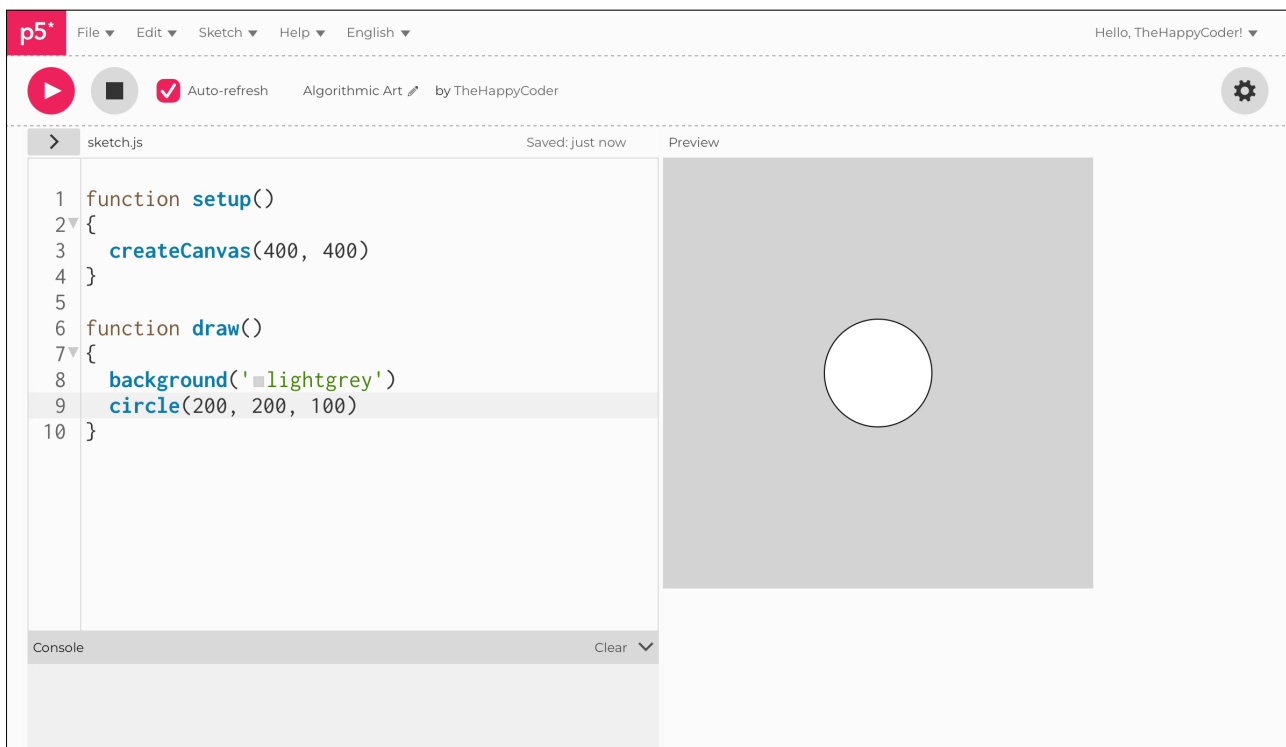 p5* File Edit Sketch Help English Hello, TheHappyCoder!
Auto-refresh Algorithmic Art by TheHappyCoder
sketch.js Saved: just now Preview
1 function setup()
2 {
3 createCanvas(400, 400)
4 }
5
6 function draw()
7 {
8 background('lightgrey')
9 circle(200, 200, 100)
10 }
Console Clear